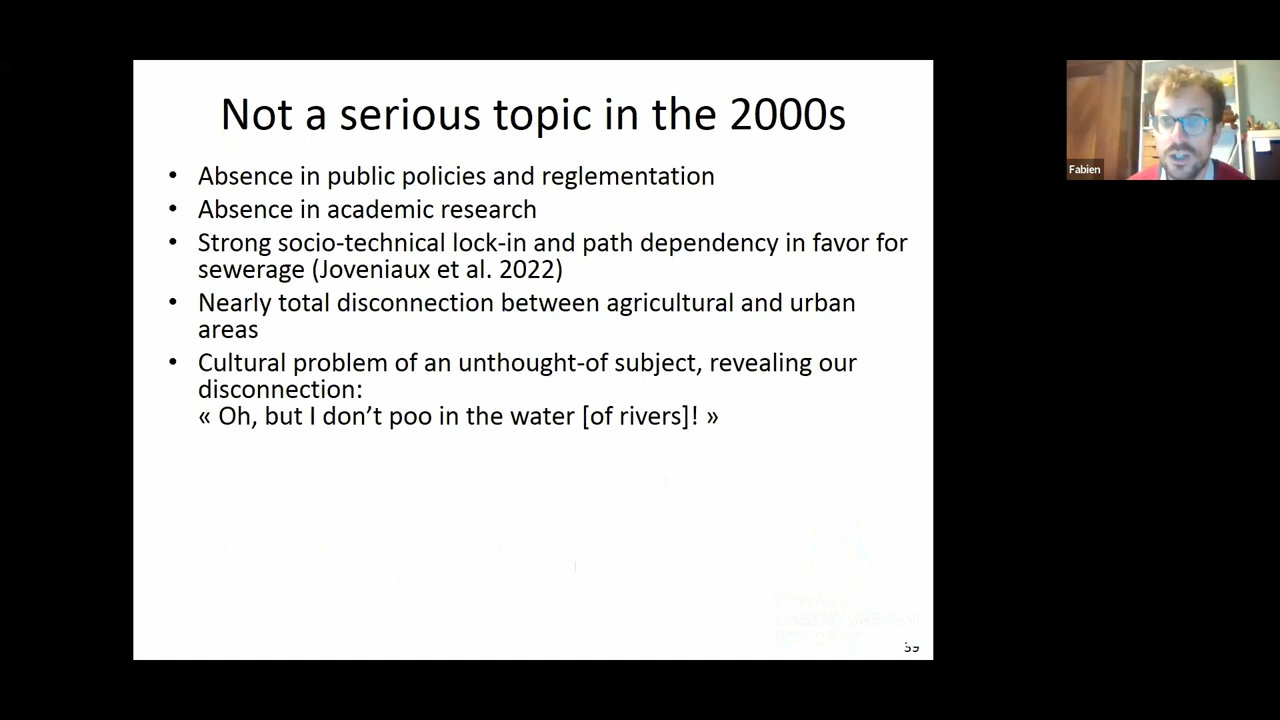 Not a serious topic in the 2000s
• Absence in public policies and reglementation
• Absence in academic research
• Strong socio-technical lock-in and path dependency in favor for
sewerage (Joveniaux et al. 2022)
• Nearly total disconnection between agricultural and urban
areas
• Cultural problem of an unthought-of subject, revealing our
disconnection:
« Oh, but I don’t poo in the water [of rivers]! »
Fabien